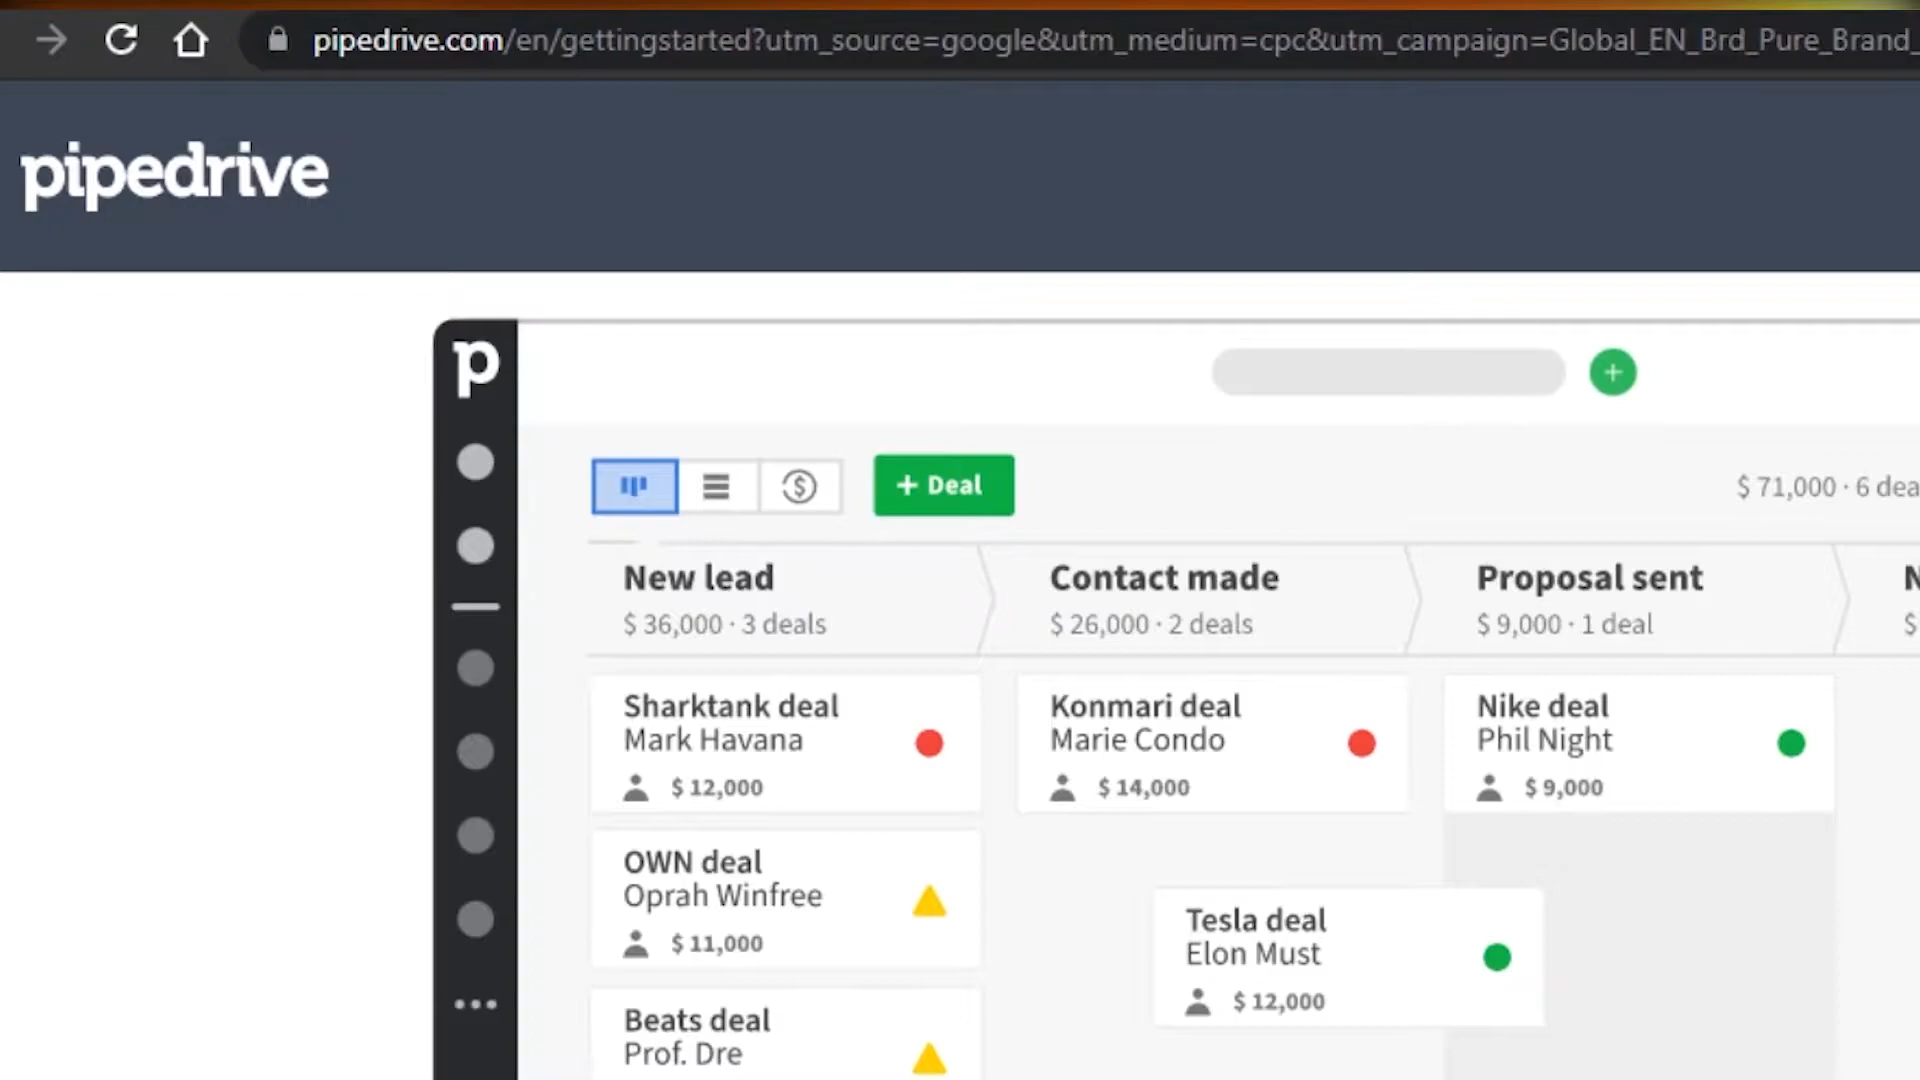 pipedrive.com/en/gettingstarted?utm_source=google&utm_medium=cpc&utm_campaign=Global_EN_Brd_Pure_Brand_
pipedrive
p
+ Deal
$ 71,000 · 6 dea
New lead
$ 36,000 · 3 deals
Contact made
$ 26,000 · 2 deals
Proposal sent
$ 9,000 · 1 deal
N
$
Sharktank deal
Mark Havana
$ 12,000
Konmari deal
Marie Condo
$ 14,000
Nike deal
Phil Night
$ 9,000
OWN deal
Oprah Winfree
$ 11,000
Tesla deal
Elon Must
$ 12,000
Beats deal
Prof. Dre